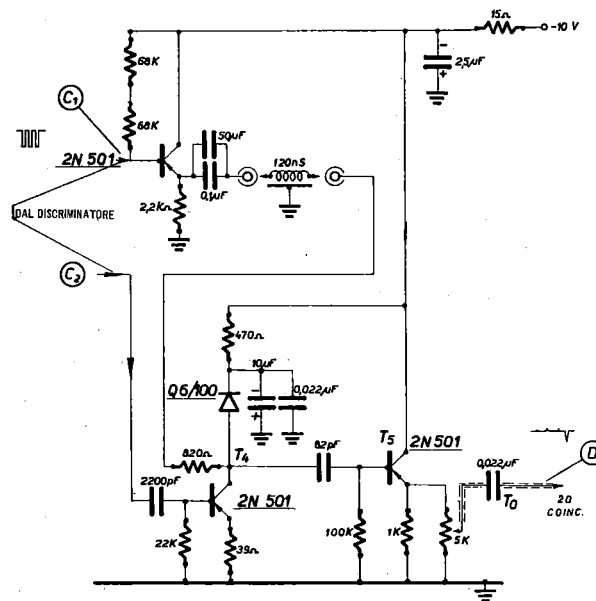 15Ω
-10 V
68K
2,5µF
C1
68K
50µF
2N 501
120nS
0,1µF
2,2KΩ
DAL DISCRIMINATORE
C2
470Ω
10µF
0,022µF
Q6/100
820Ω
T4
82pF
T5
2N 501
2200pF
0,022µF
D
T0
2N 501
2a
COINC.
22K
39Ω
100K
1K
5K